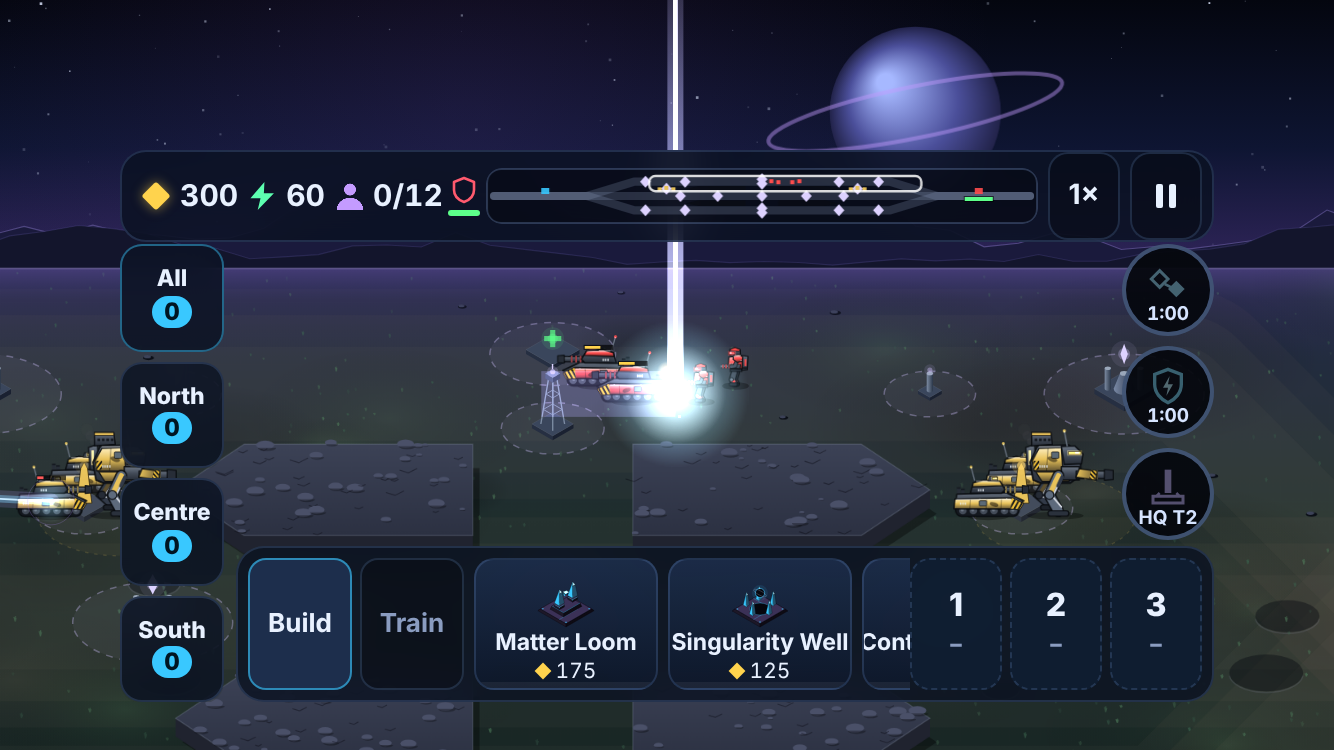 300 60 0/12 1×
All
0
North
0
Centre
0
South
0
1:00
1:00
HQ T2
Build
Train
Matter Loom
175
Singularity Well
125
Cont
1
–
2
–
3
–